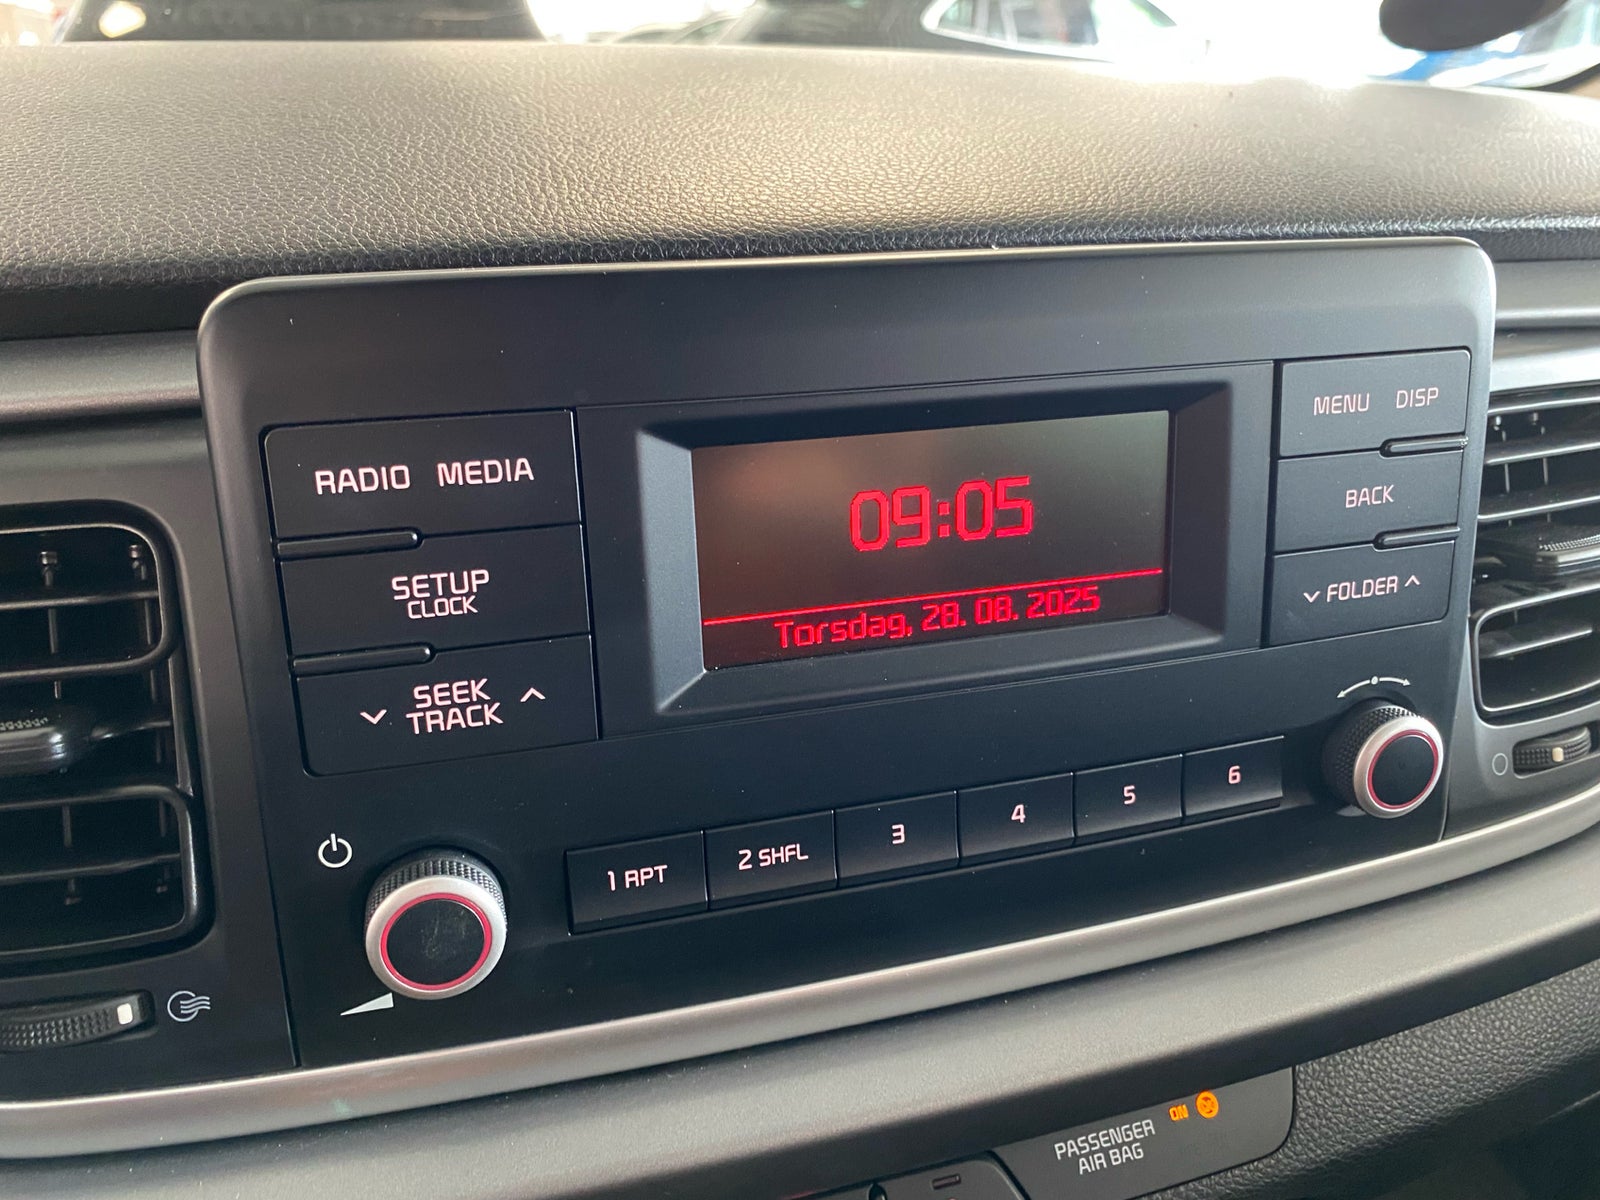 RADIO MEDIA
SETUP
CLOCK
SEEK
TRACK
09:05
Torsdag, 28. 08. 2025
MENU DISP
BACK
FOLDER
1 RPT
2 SHFL
3
4
5
6
ON
PASSENGER
AIR BAG